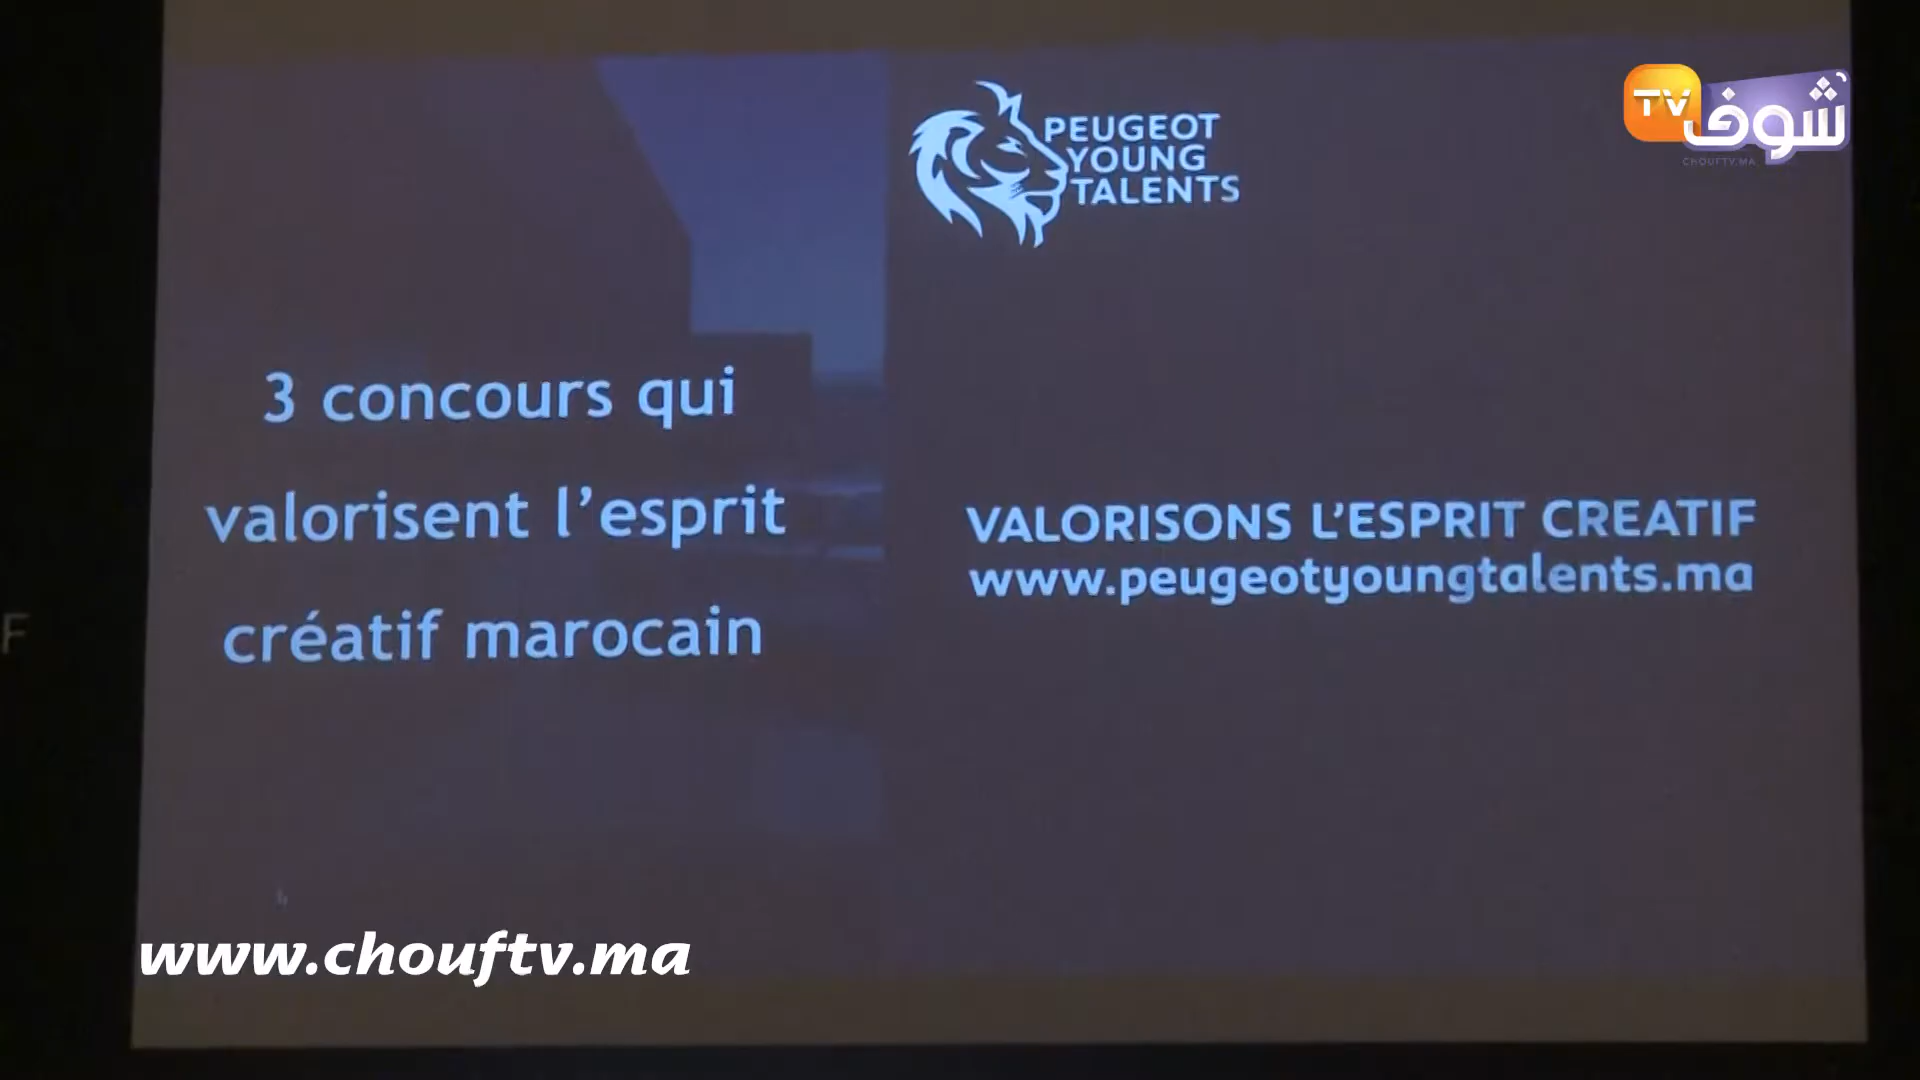 TV شوف
CHOUFTV.MA
PEUGEOT
YOUNG
TALENTS
3 concours qui
valorisent l’esprit
créatif marocain
VALORISONS L’ESPRIT CREATIF
www.peugeotyoungtalents.ma
F
www.chouftv.ma